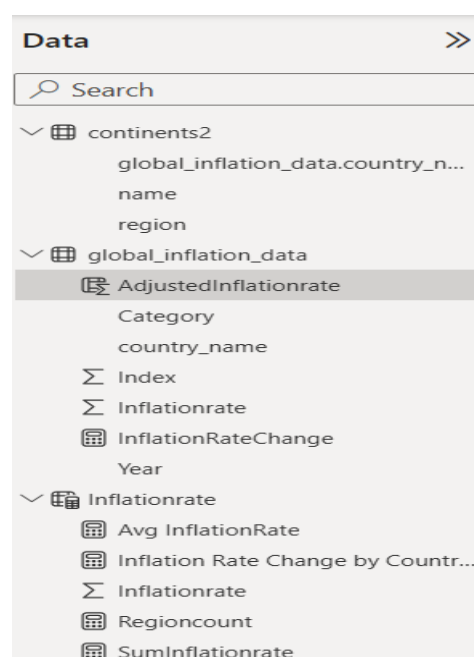 Data
Search
continents2
global_inflation_data.country_n...
name
region
global_inflation_data
AdjustedInflationrate
Category
country_name
Index
Inflationrate
InflationRateChange
Year
Inflationrate
Avg InflationRate
Inflation Rate Change by Countr...
Inflationrate
Regioncount
SumInflationrate